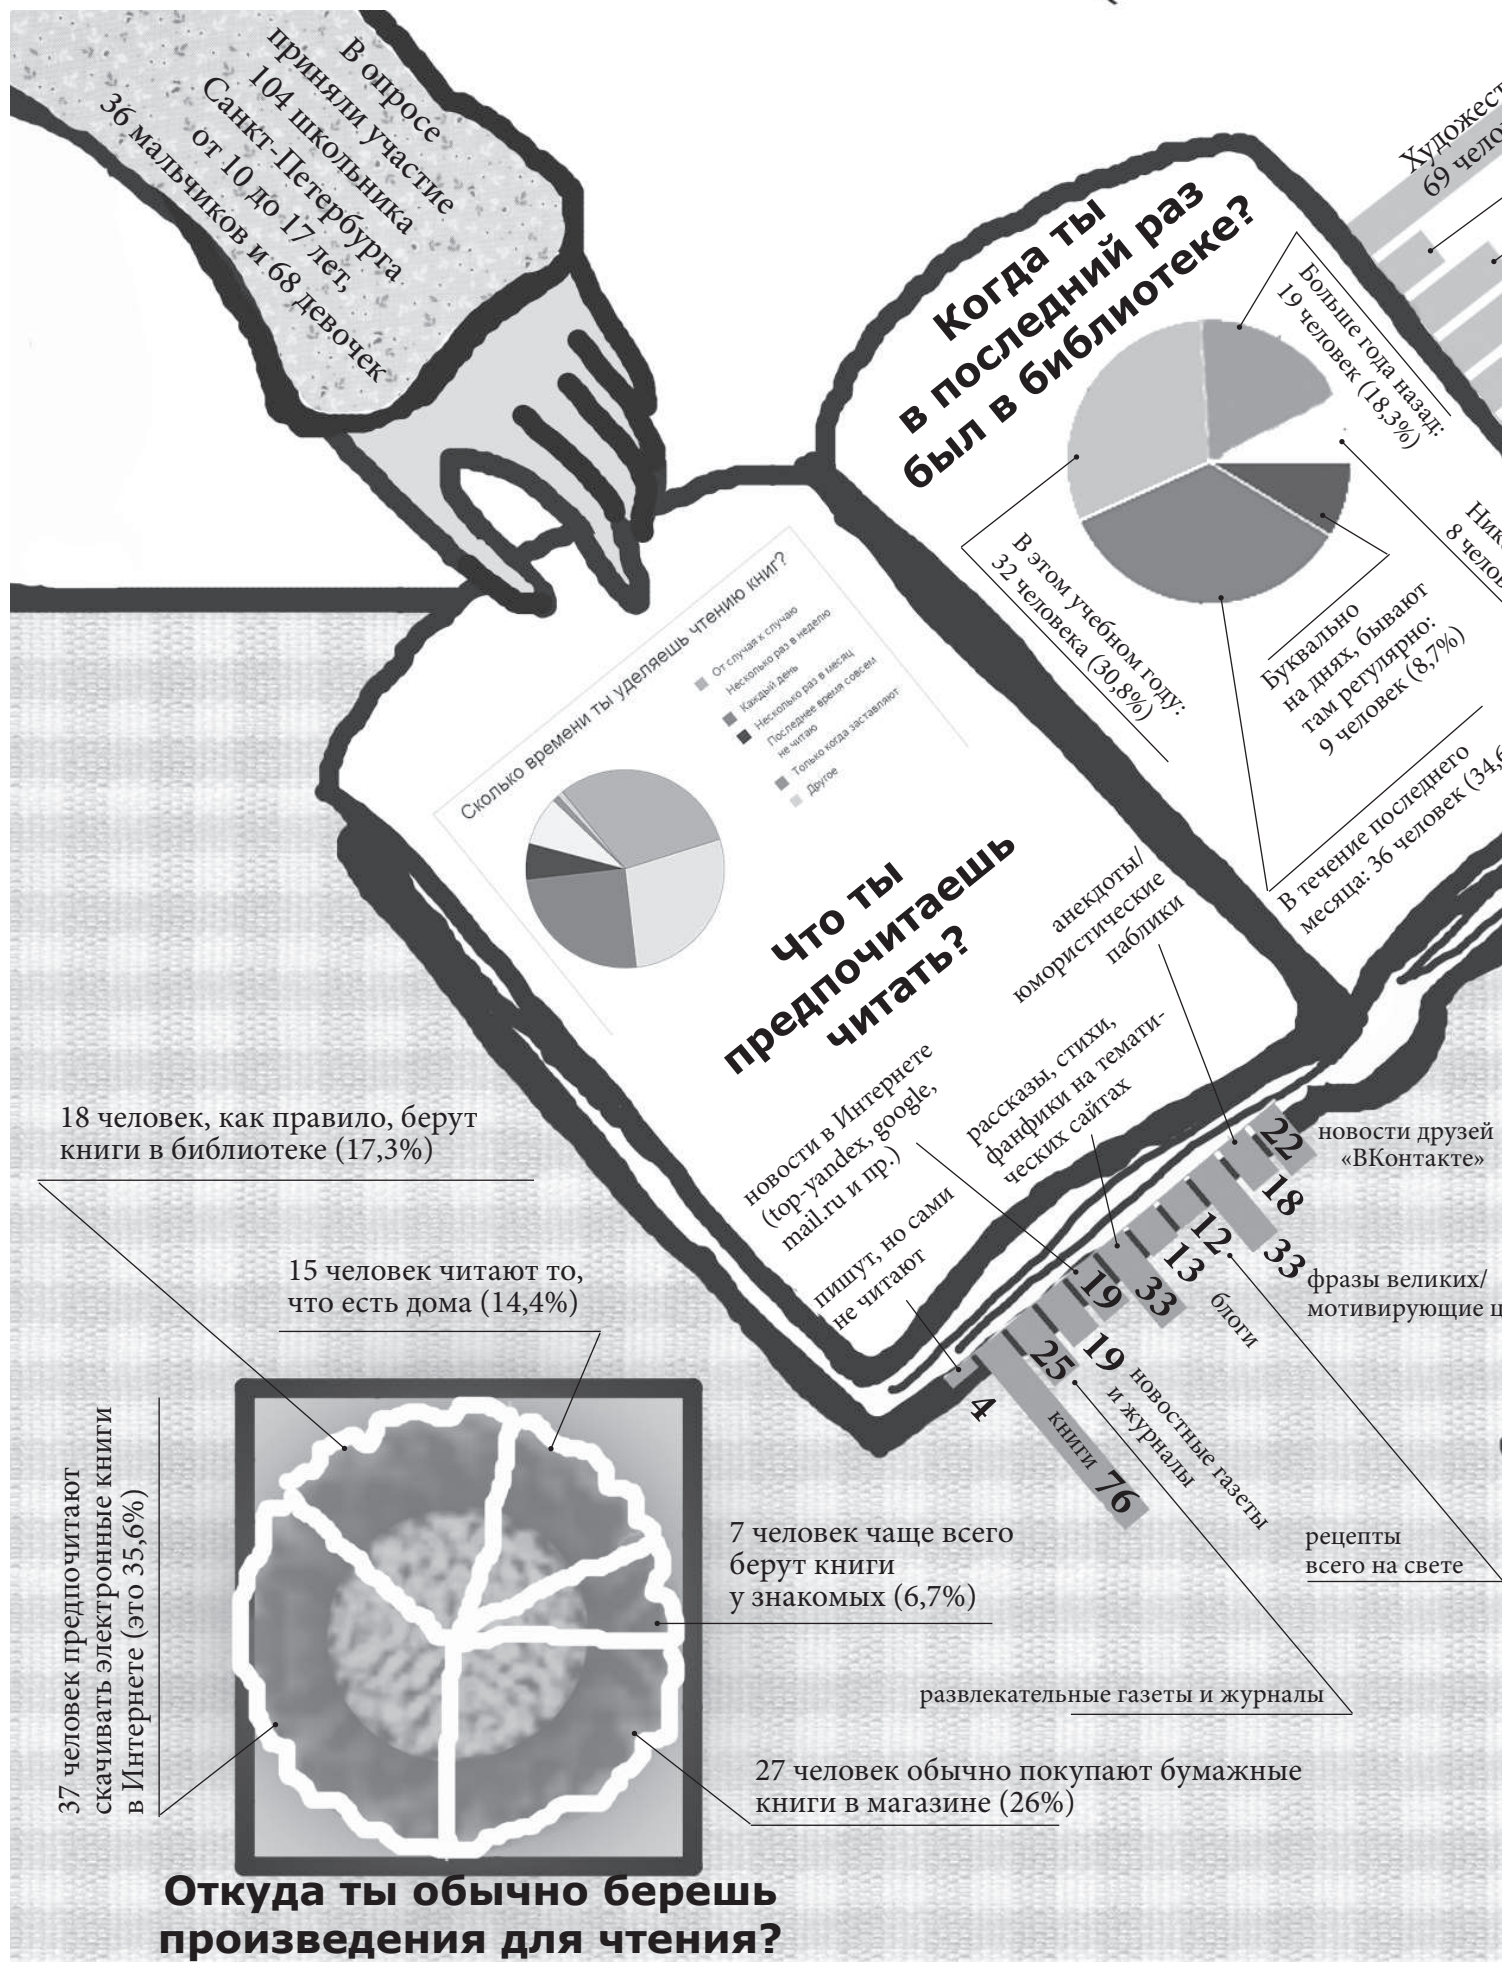 В опросе
приняли участие
104 школьника
Санкт-Петербурга
от 10 до 17 лет,
36 мальчиков и 68 девочек
Когда ты
в последний раз
был в библиотеке?
69
Больше года назад:
19 человек (18,3%)
8
В этом учебном году:
32 человека (30,8%)
Буквально
на днях, бывают
там регулярно:
9 человек (8,7%)
В течение последнего
месяца: 36 человек
Сколько времени ты уделяешь чтению книг?
От случая к случаю
Несколько раз в неделю
Каждый день
Несколько раз в месяц
Последнее время совсем
не читаю
Только когда заставляют
Другое
Что ты
предпочитаешь
читать?
анекдоты/
юмористические
паблики
рассказы, стихи,
фанфики на темати-
ческих сайтах
новости в Интернете
(top-yandex, google,
mail.ru и пр.)
пишут, но сами
не читают
22
новости друзей
«ВКонтакте»
18
33
фразы великих/
мотивирующие
12
13
блоги
33
19
19
новостные газеты
и журналы
25
книги 76
4
рецепты
всего на свете
развлекательные газеты и журналы
18 человек, как правило, берут
книги в библиотеке (17,3%)
15 человек читают то,
что есть дома (14,4%)
37 человек предпочитают
скачивать электронные книги
в Интернете (это 35,6%)
7 человек чаще всего
берут книги
у знакомых (6,7%)
27 человек обычно покупают бумажные
книги в магазине (26%)
Откуда ты обычно берешь
произведения для чтения?